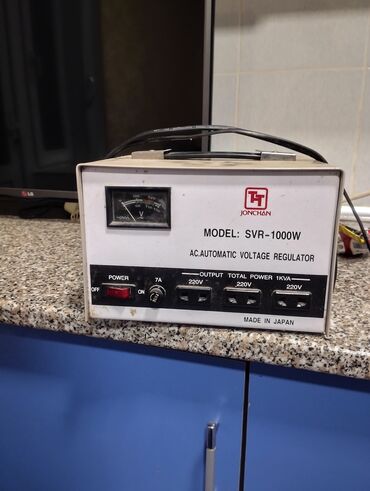 TT
JONCHAN
MODEL: SVR-1000W
AC.AUTOMATIC VOLTAGE REGULATOR
V
POWER
OFF
ON
7A
OUTPUT TOTAL POWER 1KVA
220V
220V
220V
MADE IN JAPAN
LG